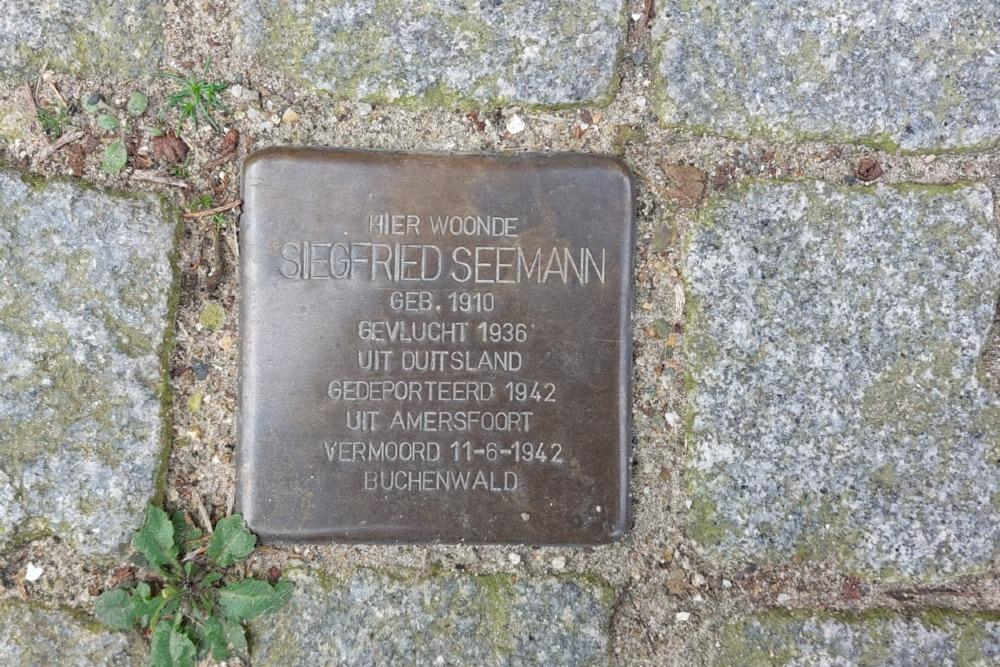 HIER WOONDE
SIEGFRIED SEEMANN
GEB. 1910
GEVLUCHT 1936
UIT DUITSLAND
GEDEPORTEERD 1942
UIT AMERSFOORT
VERMOORD 11-6-1942
BUCHENWALD